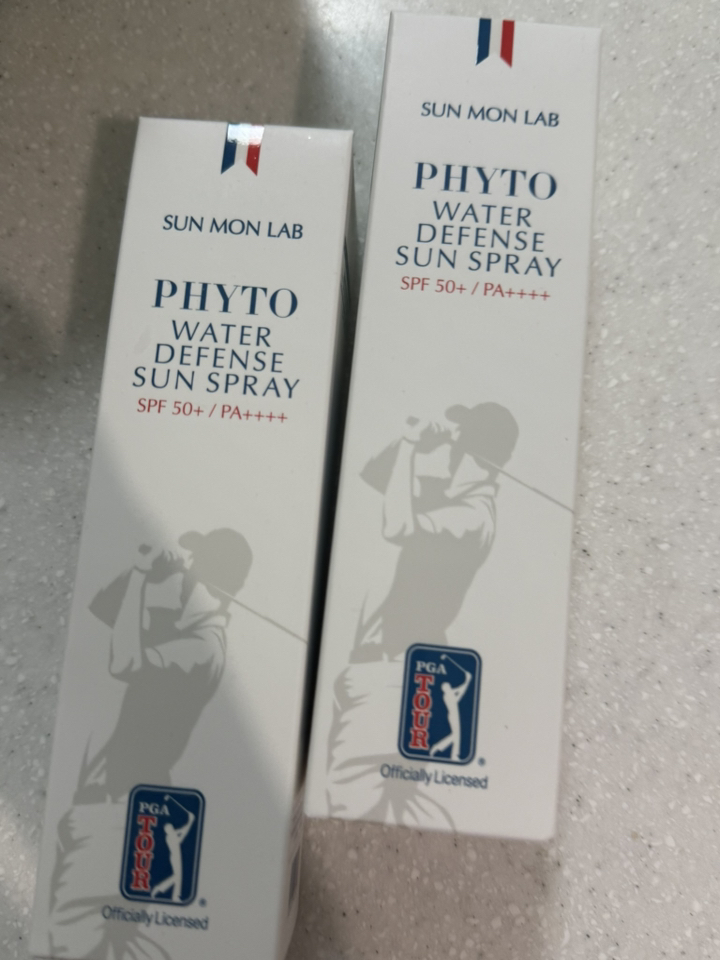 SUN MON LAB
PHYTO
WATER
DEFENSE
SUN SPRAY
SPF 50+ / PA++++
PGA
TOUR
®
Officially Licensed
SUN MON LAB
PHYTO
WATER
DEFENSE
SUN SPRAY
SPF 50+ / PA++++
PGA
TOUR
®
Officially Licensed